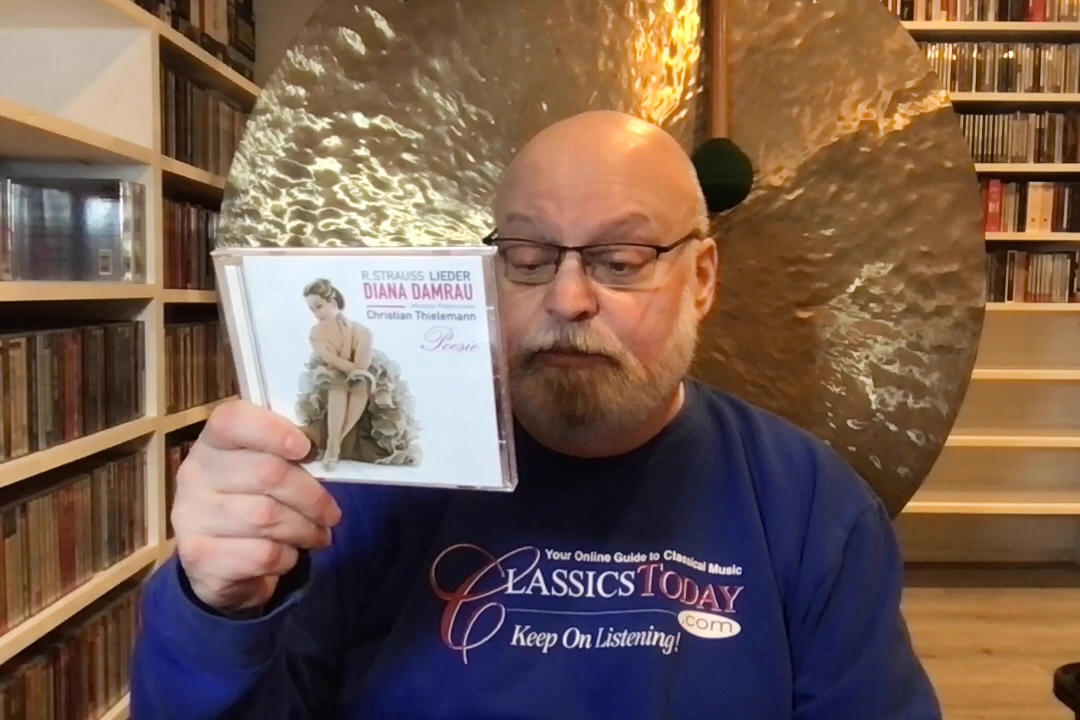 R.STRAUSS LIEDER
DIANA DAMRAU
Christian Thielemann
Poesie
Your Online Guide to Classical Music
CLASSICSTODAY
.com
Keep On Listening!